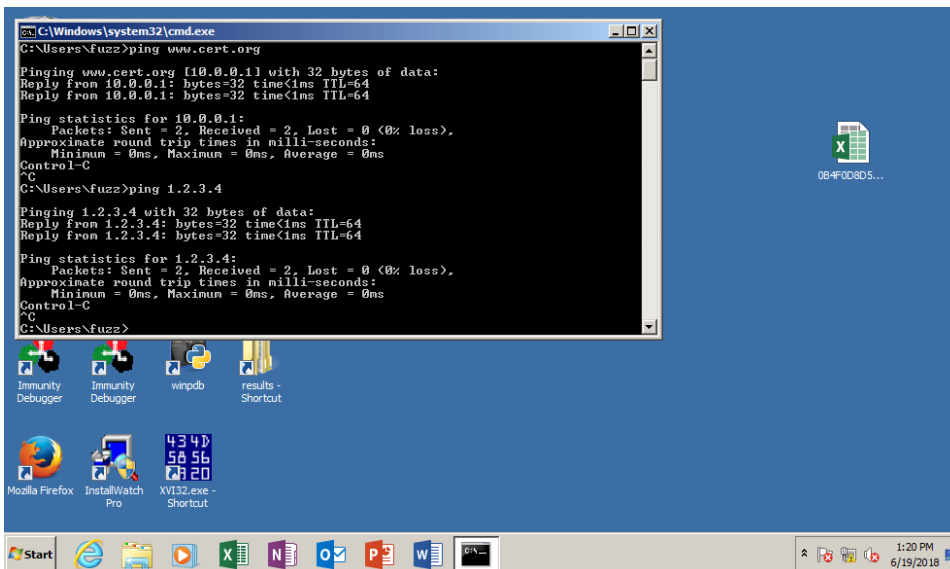 C:\Windows\system32\cmd.exe
C:\Users\fuzz>ping www.cert.org
Pinging www.cert.org [10.0.0.1] with 32 bytes of data:
Reply from 10.0.0.1: bytes=32 time<1ms TTL=64
Reply from 10.0.0.1: bytes=32 time<1ms TTL=64
Ping statistics for 10.0.0.1:
Packets: Sent = 2, Received = 2, Lost = 0 (0% loss),
Approximate round trip times in milli-seconds:
Minimum = 0ms, Maximum = 0ms, Average = 0ms
Control-C
^C
C:\Users\fuzz>ping 1.2.3.4
Pinging 1.2.3.4 with 32 bytes of data:
Reply from 1.2.3.4: bytes=32 time<1ms TTL=64
Reply from 1.2.3.4: bytes=32 time<1ms TTL=64
Ping statistics for 1.2.3.4:
Packets: Sent = 2, Received = 2, Lost = 0 (0% loss),
Approximate round trip times in milli-seconds:
Minimum = 0ms, Maximum = 0ms, Average = 0ms
Control-C
^C
C:\Users\fuzz>
0B4F0D8D5...
Immunity Debugger
Immunity Debugger
winpdb
results - Shortcut
Mozilla Firefox
InstallWatch Pro
XVI32.exe - Shortcut
Start
1:20 PM
6/19/2018